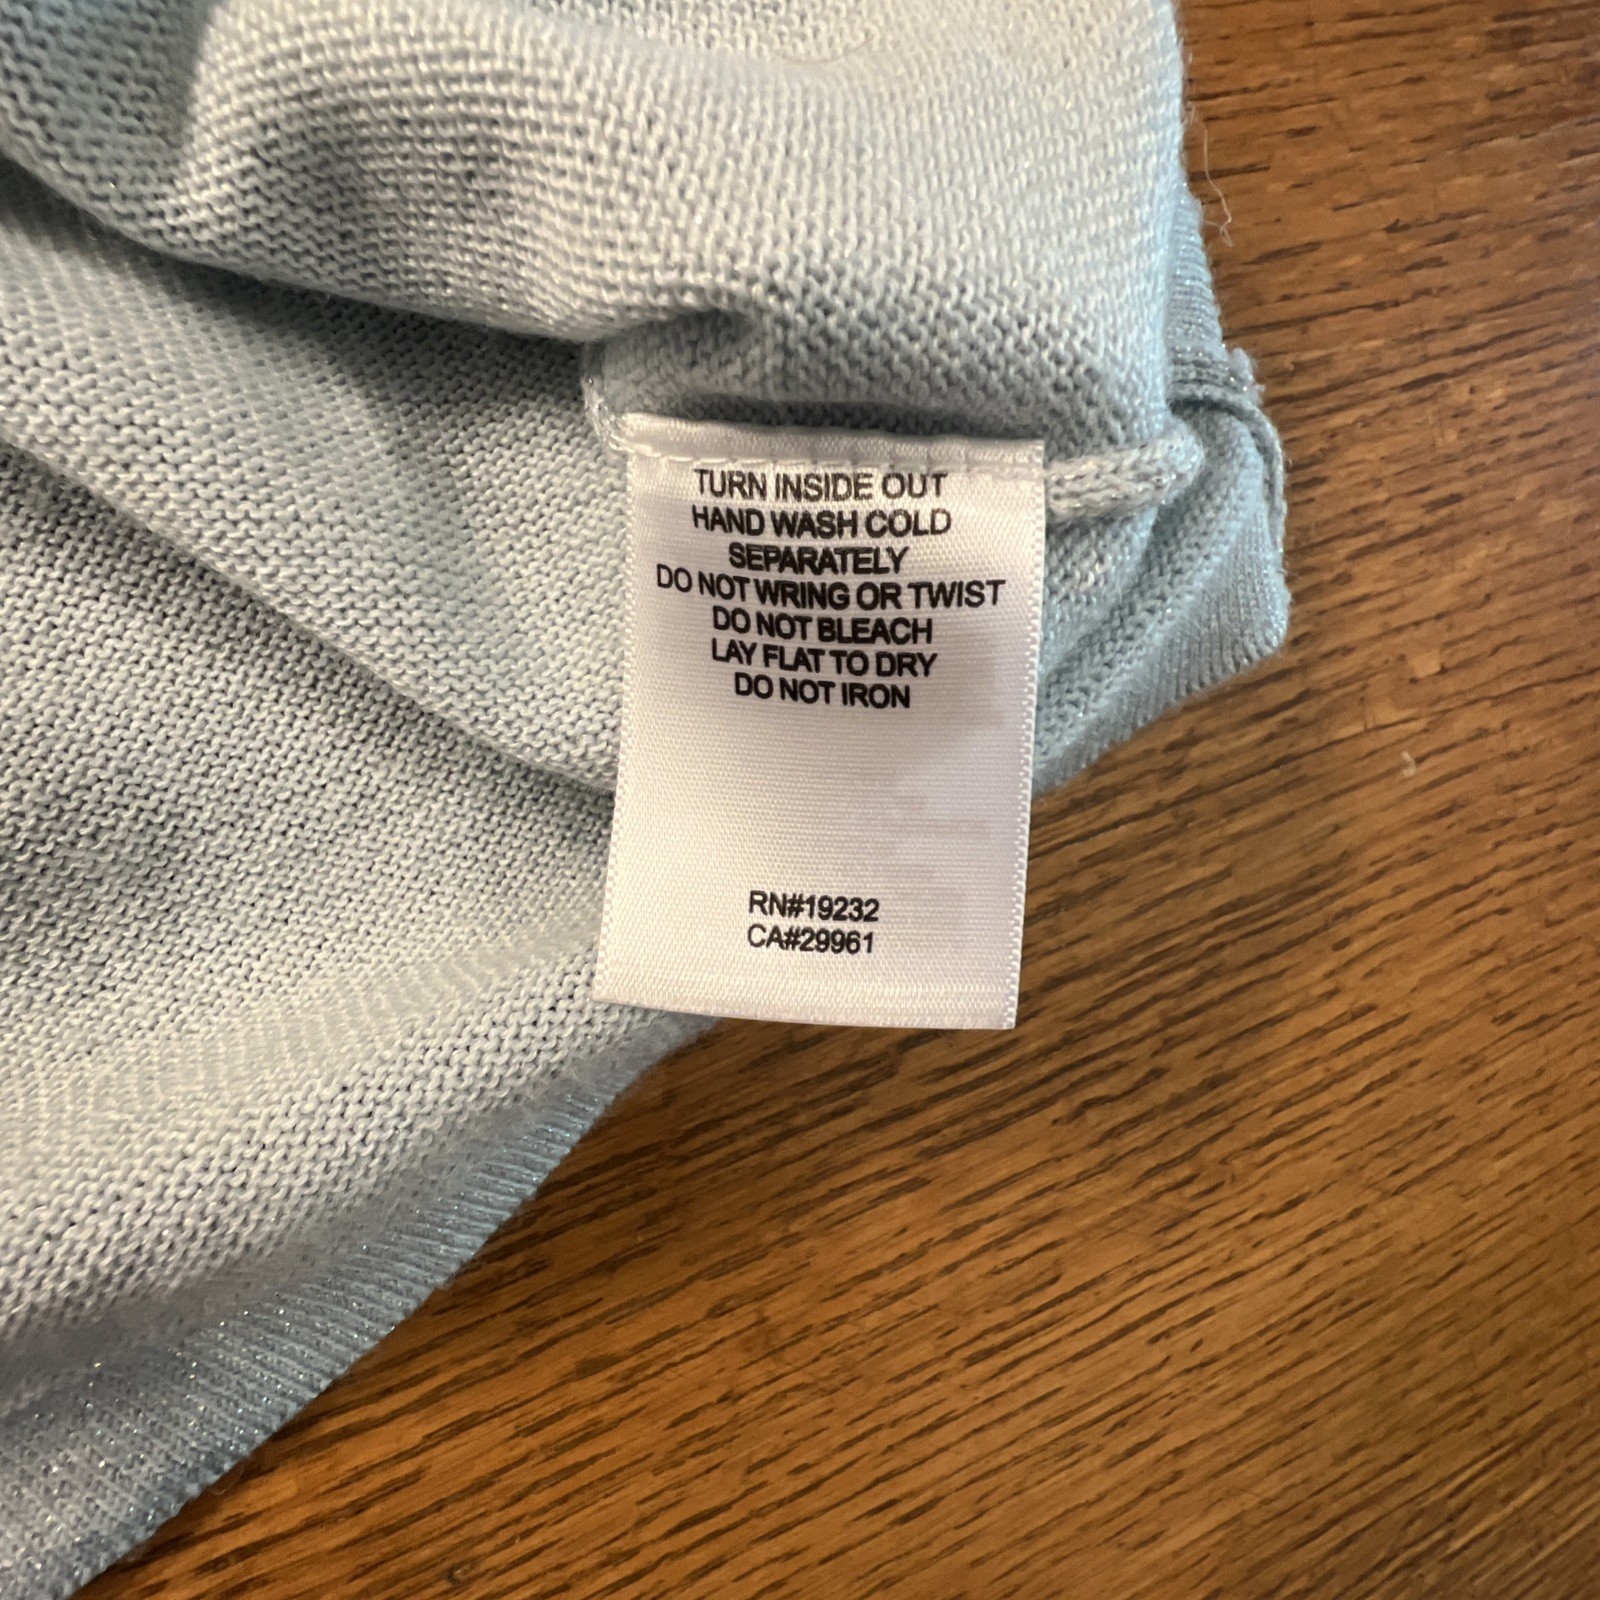 TURN INSIDE OUT
HAND WASH COLD
SEPARATELY
DO NOT WRING OR TWIST
DO NOT BLEACH
LAY FLAT TO DRY
DO NOT IRON
RN#19232
CA#29961